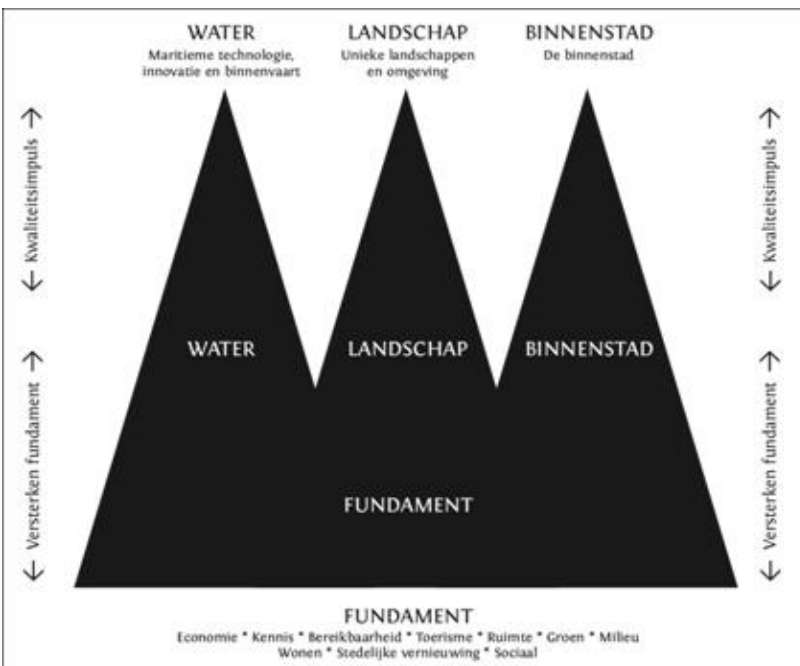 WATER
Maritieme technologie,
innovatie en binnenvaart
LANDSCHAP
Unieke landschappen
en omgeving
BINNENSTAD
De binnenstad
Kwaliteitsimpuls
Kwaliteitsimpuls
WATER
LANDSCHAP
BINNENSTAD
Versterken fundament
Versterken fundament
FUNDAMENT
FUNDAMENT
Economie * Kennis * Bereikbaarheid * Toerisme * Ruimte * Groen * Milieu
Wonen * Stedelijke vernieuwing * Sociaal